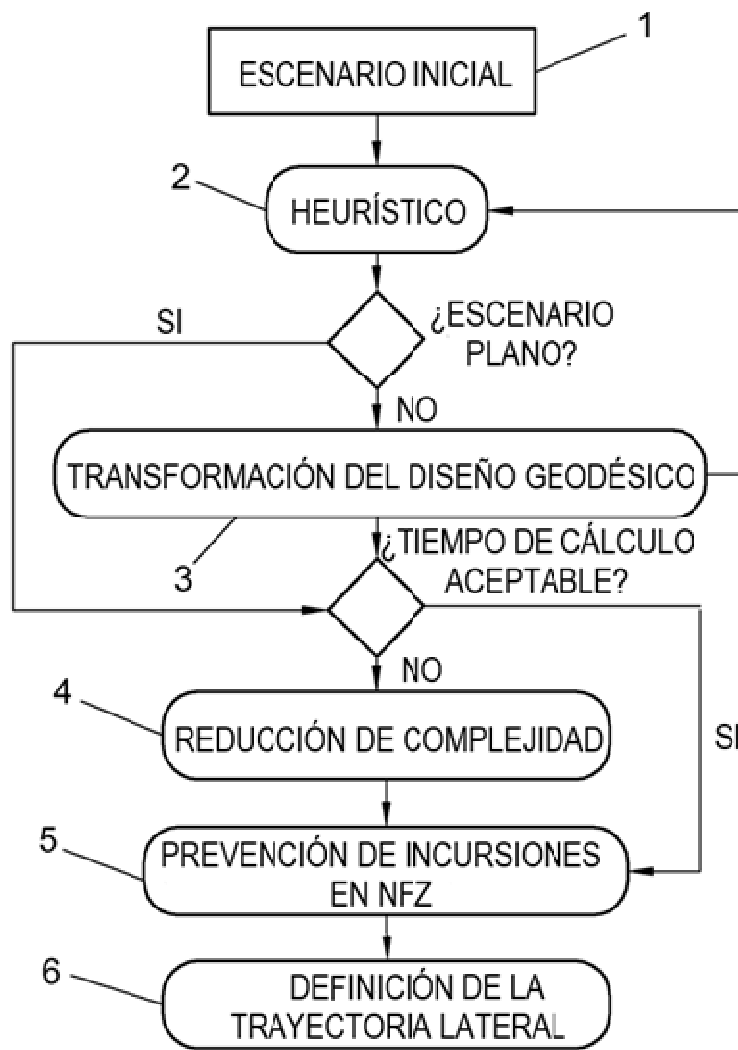 1
ESCENARIO INICIAL
2
HEURÍSTICO
SI
¿ESCENARIO
PLANO?
NO
TRANSFORMACIÓN DEL DISEÑO GEODÉSICO
3
¿TIEMPO DE CÁLCULO
ACEPTABLE?
NO
4
REDUCCIÓN DE COMPLEJIDAD
SI
5
PREVENCIÓN DE INCURSIONES
EN NFZ
6
DEFINICIÓN DE LA
TRAYECTORIA LATERAL